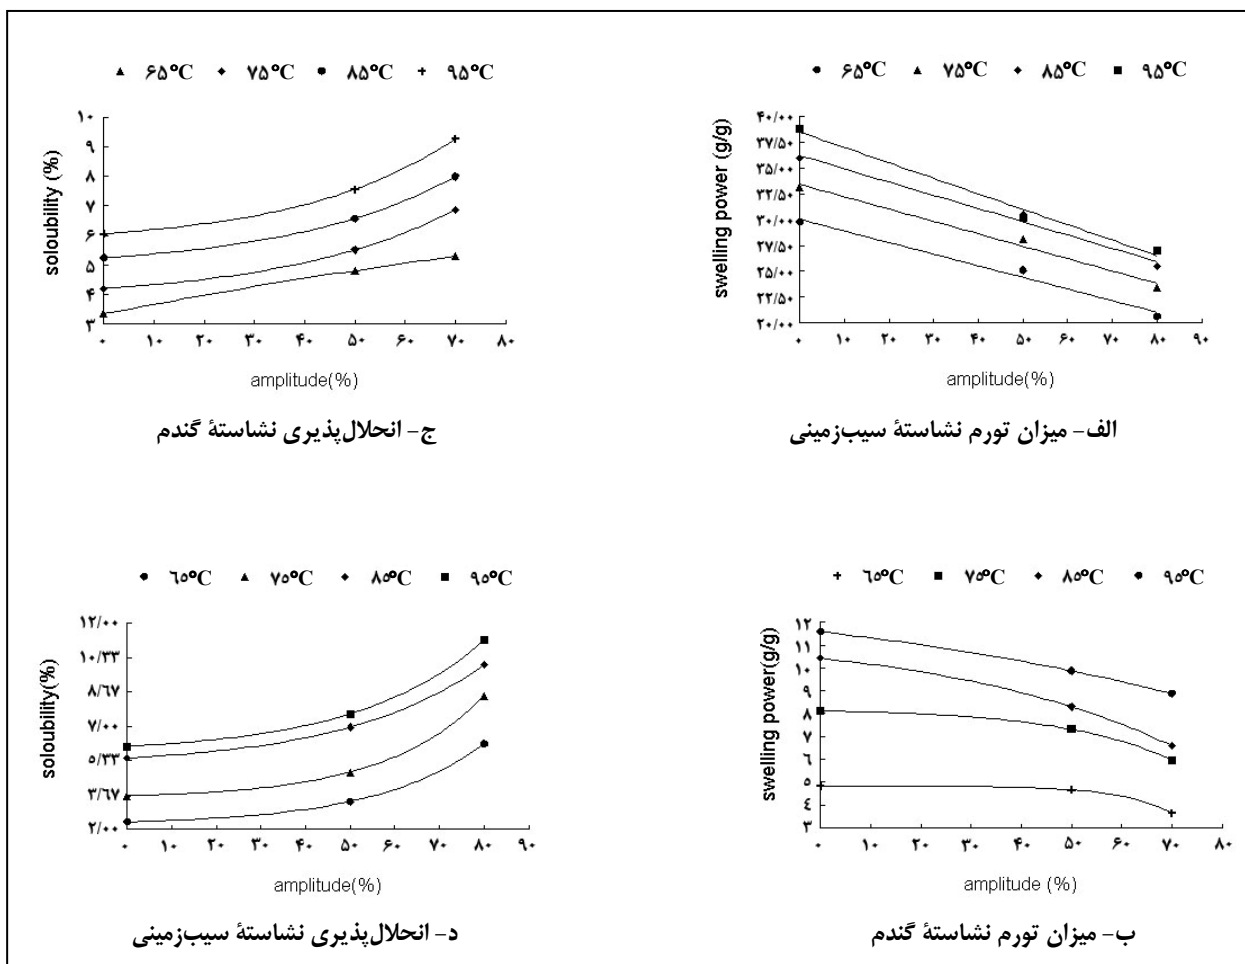 ۶۵°C ۷۵°C ۸۵°C ۹۵°C
soloubility (%)
۱۰
۹
۸
۷
۶
۵
۴
۳
۰ ۱۰ ۲۰ ۳۰ ۴۰ ۵۰ ۶۰ ۷۰ ۸۰
amplitude(%)
ج- انحلال‌پذیری نشاستۀ گندم
۶۵°C ۷۵°C ۸۵°C ۹۵°C
swelling power (g/g)
۴۰/۰۰
۳۷/۵۰
۳۵/۰۰
۳۲/۵۰
۳۰/۰۰
۲۷/۵۰
۲۵/۰۰
۲۲/۵۰
۲۰/۰۰
۰ ۱۰ ۲۰ ۳۰ ۴۰ ۵۰ ۶۰ ۷۰ ۸۰ ۹۰
amplitude(%)
الف- میزان تورم نشاستۀ سیب‌زمینی
٦٥°C ٧٥°C ٨٥°C ٩٥°C
soloubility(%)
۱۲/۰۰
۱۰/۳۳
۸/۶۷
۷/۰۰
۵/۳۳
۳/۶۷
۲/۰۰
۰ ۱۰ ۲۰ ۳۰ ۴۰ ۵۰ ۶۰ ۷۰ ۸۰ ۹۰
amplitude(%)
د- انحلال‌پذیری نشاستۀ سیب‌زمینی
٦٥°C ٧٥°C ٨٥°C ٩٥°C
swelling power(g/g)
١٢
١١
١٠
٩
٨
٧
٦
٥
٤
٣
۰ ۱۰ ۲۰ ۳۰ ۴۰ ۵۰ ۶۰ ۷۰ ۸۰
amplitude (%)
ب- میزان تورم نشاستۀ گندم